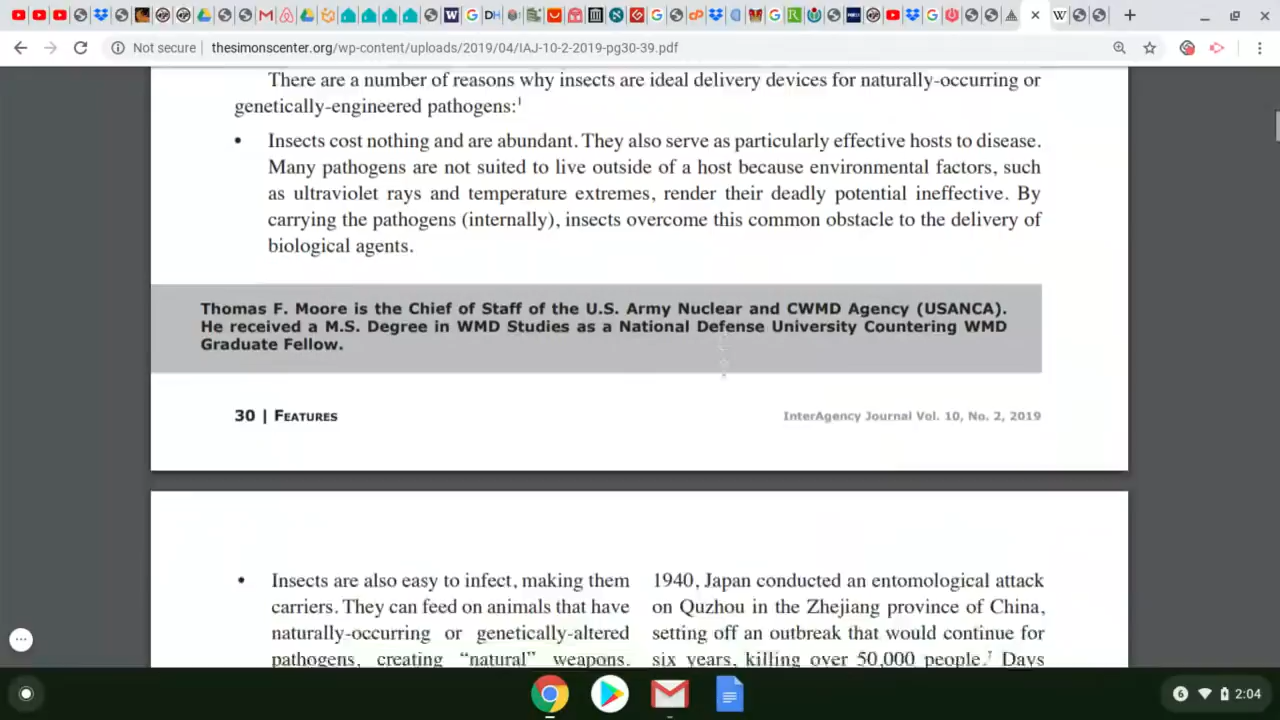 Not secure | thesimonscenter.org/wp-content/uploads/2019/04/IAJ-10-2-2019-pg30-39.pdf
There are a number of reasons why insects are ideal delivery devices for naturally-occurring or
genetically-engineered pathogens:¹
• Insects cost nothing and are abundant. They also serve as particularly effective hosts to disease.
Many pathogens are not suited to live outside of a host because environmental factors, such
as ultraviolet rays and temperature extremes, render their deadly potential ineffective. By
carrying the pathogens (internally), insects overcome this common obstacle to the delivery of
biological agents.
Thomas F. Moore is the Chief of Staff of the U.S. Army Nuclear and CWMD Agency (USANCA).
He received a M.S. Degree in WMD Studies as a National Defense University Countering WMD
Graduate Fellow.
30 | FEATURES
InterAgency Journal Vol. 10, No. 2, 2019
• Insects are also easy to infect, making them
carriers. They can feed on animals that have
naturally-occurring or genetically-altered
pathogens, creating “natural” weapons.
1940, Japan conducted an entomological attack
on Quzhou in the Zhejiang province of China,
setting off an outbreak that would continue for
six years, killing over 50,000 people.⁷ Days
6
2:04